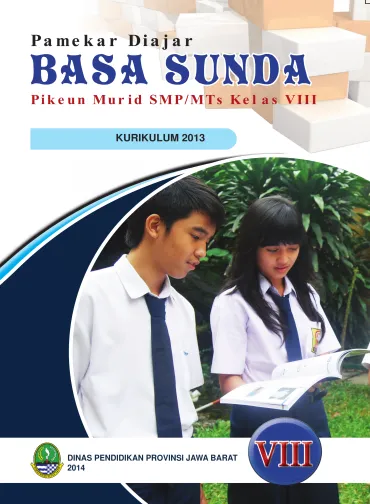 Pamekar Diajar
BASA SUNDA
Pikeun Murid SMP/MTs Kelas VIII
KURIKULUM 2013
DINAS PENDIDIKAN PROVINSI JAWA BARAT
2014
VIII